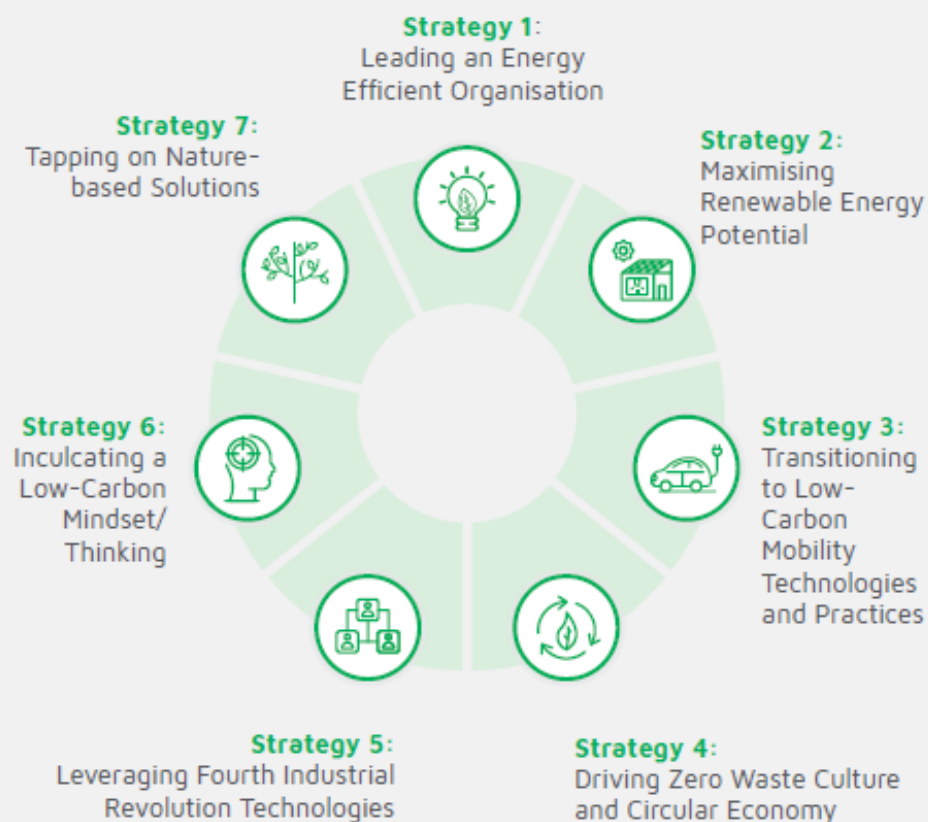 Strategy 1:
Leading an Energy
Efficient Organisation
Strategy 2:
Maximising
Renewable Energy
Potential
Strategy 3:
Transitioning
to Low-
Carbon
Mobility
Technologies
and Practices
Strategy 4:
Driving Zero Waste Culture
and Circular Economy
Strategy 5:
Leveraging Fourth Industrial
Revolution Technologies
Strategy 6:
Inculcating a
Low-Carbon
Mindset/
Thinking
Strategy 7:
Tapping on Nature-
based Solutions